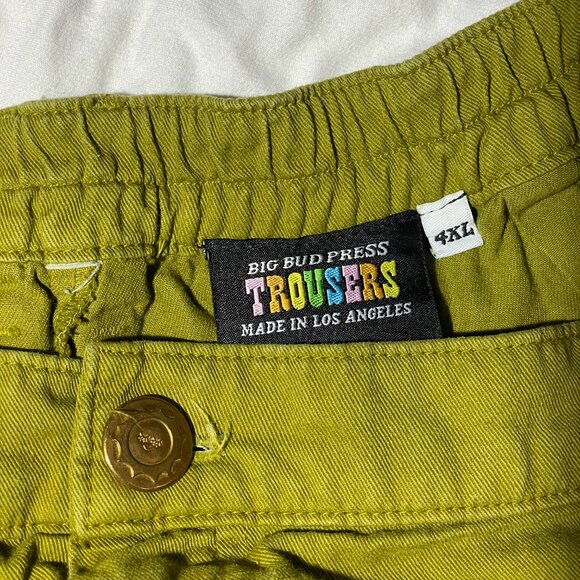 BIG BUD PRESS
TROUSERS
MADE IN LOS ANGELES
4XL